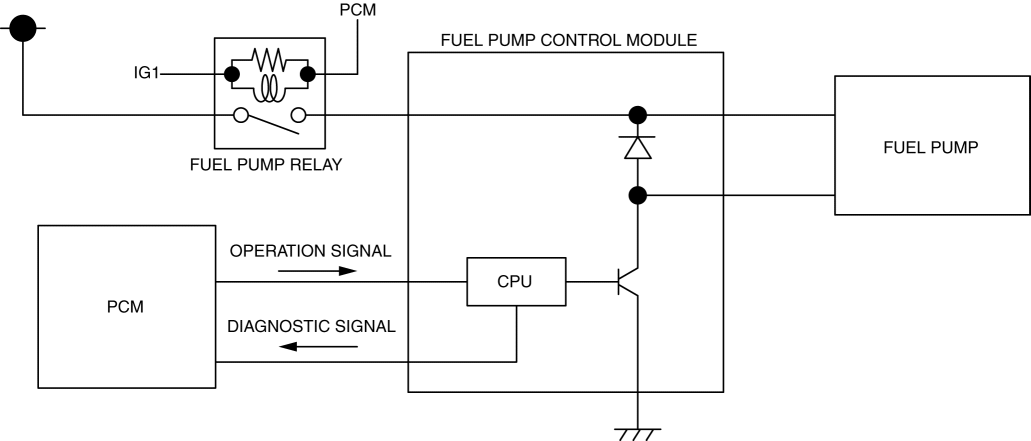 PCM
FUEL PUMP CONTROL MODULE
IG1
FUEL PUMP
FUEL PUMP RELAY
OPERATION SIGNAL
CPU
PCM
DIAGNOSTIC SIGNAL